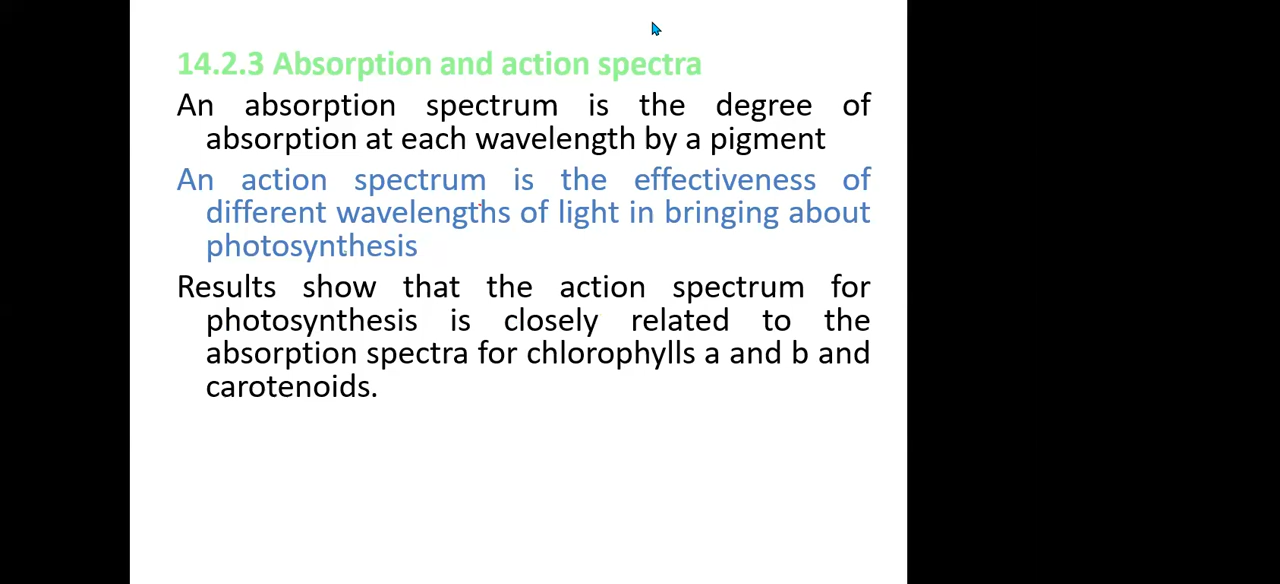 14.2.3 Absorption and action spectra
An absorption spectrum is the degree of
absorption at each wavelength by a pigment
An action spectrum is the effectiveness of
different wavelengths of light in bringing about
photosynthesis
Results show that the action spectrum for
photosynthesis is closely related to the
absorption spectra for chlorophylls a and b and
carotenoids.